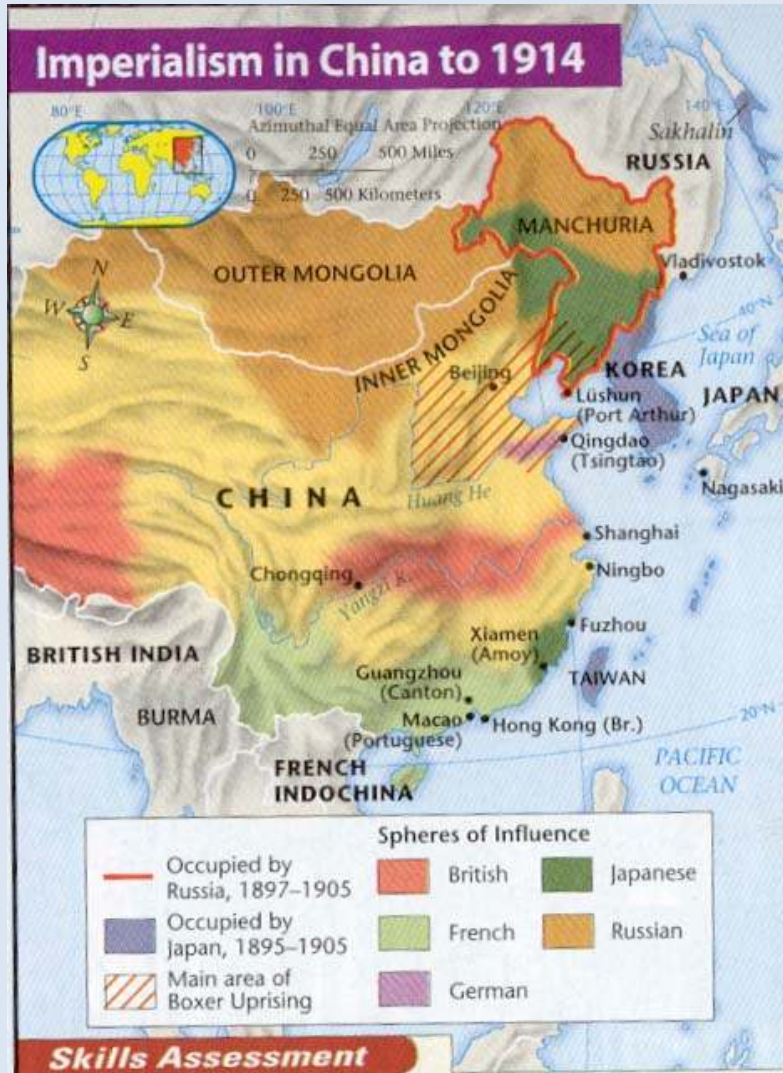 Imperialism in China to 1914
80°E
100°E
120°E
140°E
Azimuthal Equal Area Projection
0 250 500 Miles
0 250 500 Kilometers
Sakhalin
RUSSIA
MANCHURIA
OUTER MONGOLIA
Vladivostok
N
W E
S
40°N
INNER MONGOLIA
Sea of
Japan
Beijing
KOREA
JAPAN
Lüshun
(Port Arthur)
Qingdao
(Tsingtao)
Nagasaki
CHINA
Huang He
Shanghai
Chongqing
Yangzi R.
Ningbo
Fuzhou
Xiamen
(Amoy)
BRITISH INDIA
TAIWAN
Guangzhou
(Canton)
BURMA
Macao
(Portuguese)
Hong Kong (Br.)
20°N
FRENCH
INDOCHINA
PACIFIC
OCEAN
Spheres of Influence
Occupied by
Russia, 1897–1905
British
Japanese
Occupied by
Japan, 1895–1905
French
Russian
Main area of
Boxer Uprising
German
Skills Assessment